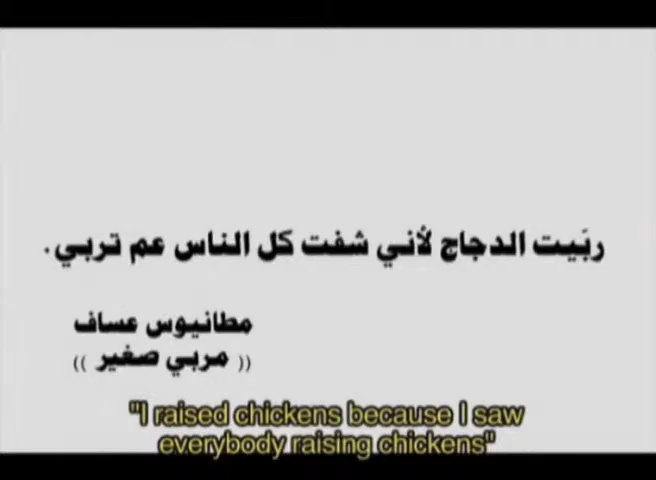 ربَيت الدجاج لأني شفت كل الناس عم تربي.
مطانيوس عساف
(( مربي صغير ))
"I raised chickens because I saw
everybody raising chickens"